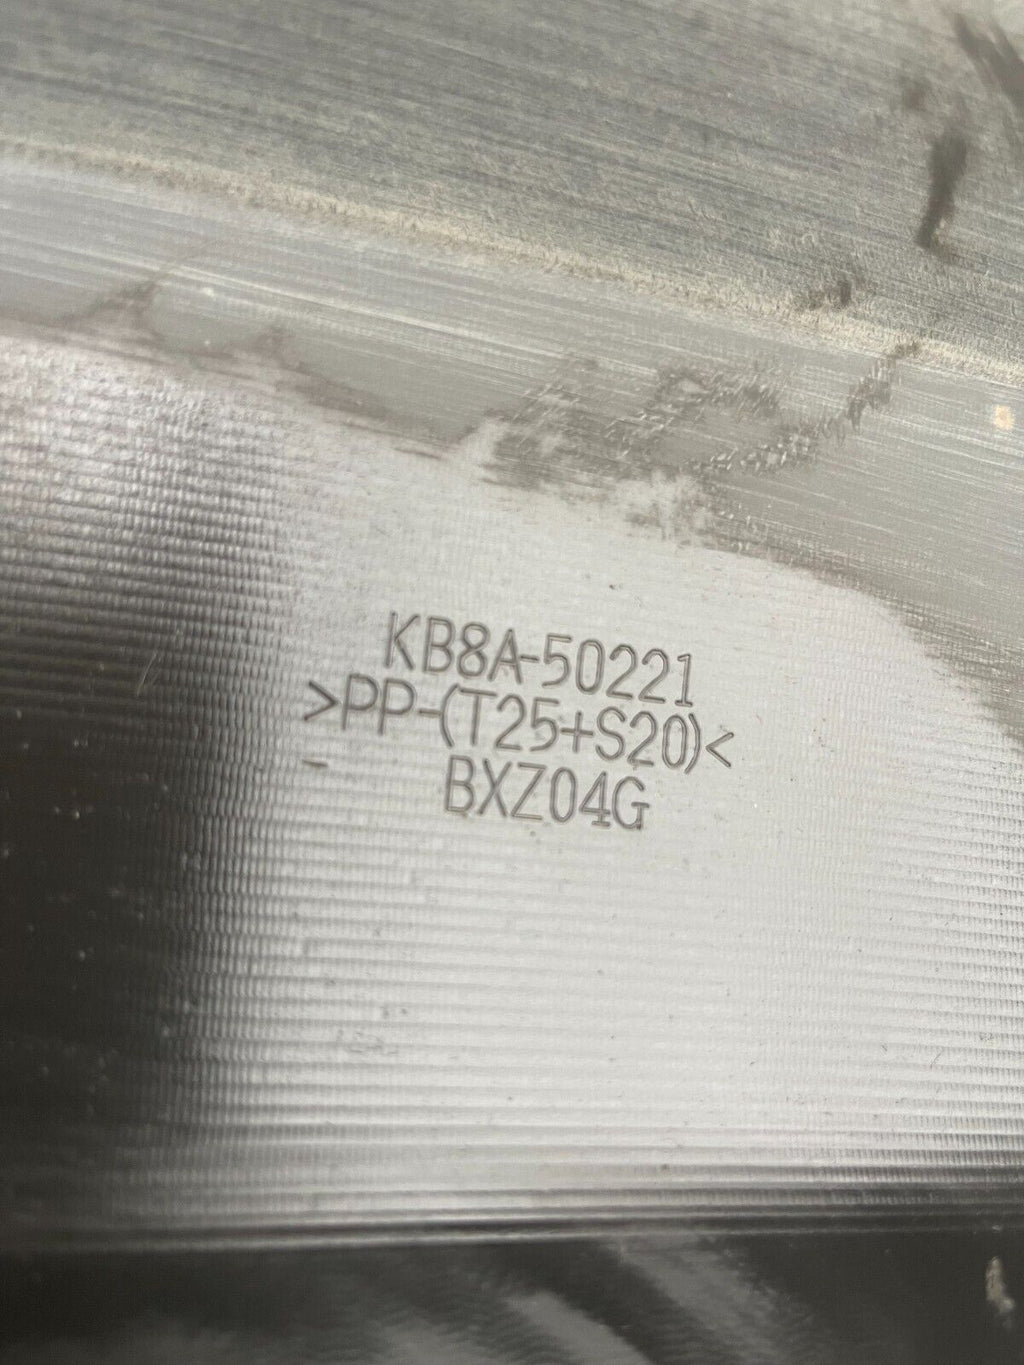 KB8A-50221
>PP-(T25+S20)<
BXZ04G